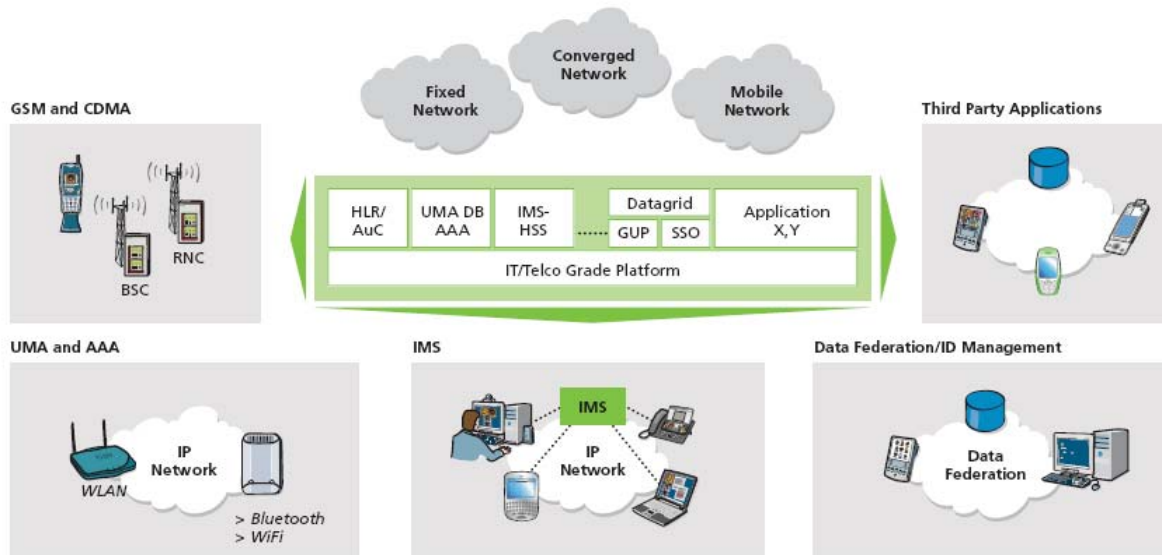 Converged
Network
Fixed
Network
Mobile
Network
GSM and CDMA
RNC
BSC
Third Party Applications
HLR/
AuC
UMA DB
AAA
IMS-
HSS
......
Datagrid
GUP
SSO
Application
X,Y
IT/Telco Grade Platform
UMA and AAA
IP
Network
WLAN
> Bluetooth
> WiFi
IMS
IMS
IP
Network
Data Federation/ID Management
Data
Federation